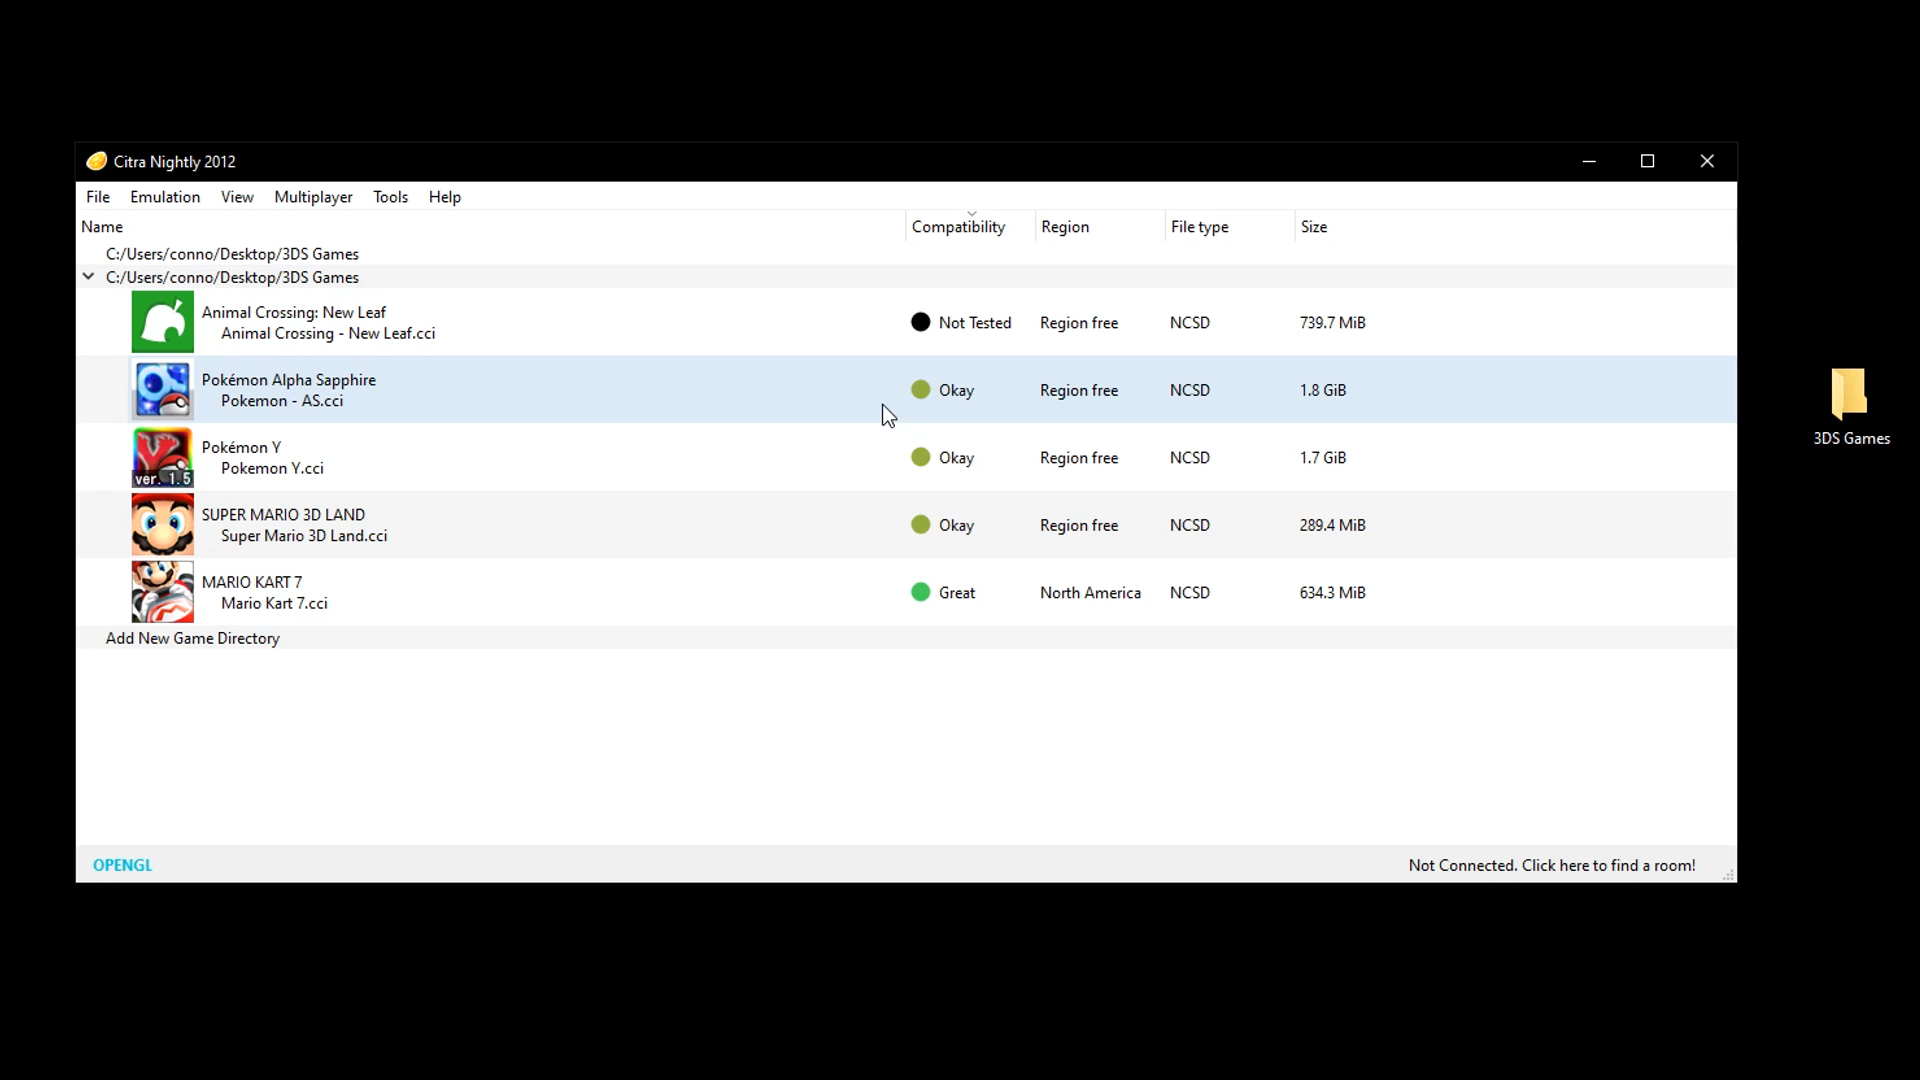 Citra Nightly 2012
File Emulation View Multiplayer Tools Help
Name Compatibility Region File type Size
C:/Users/conno/Desktop/3DS Games
C:/Users/conno/Desktop/3DS Games
Animal Crossing: New Leaf
Animal Crossing - New Leaf.cci
Not Tested Region free NCSD 739.7 MiB
Pokémon Alpha Sapphire
Pokemon - AS.cci
Okay Region free NCSD 1.8 GiB
ver. 1.5
Pokémon Y
Pokemon Y.cci
Okay Region free NCSD 1.7 GiB
SUPER MARIO 3D LAND
Super Mario 3D Land.cci
Okay Region free NCSD 289.4 MiB
MARIO KART 7
Mario Kart 7.cci
Great North America NCSD 634.3 MiB
Add New Game Directory
OPENGL
Not Connected. Click here to find a room!
3DS Games